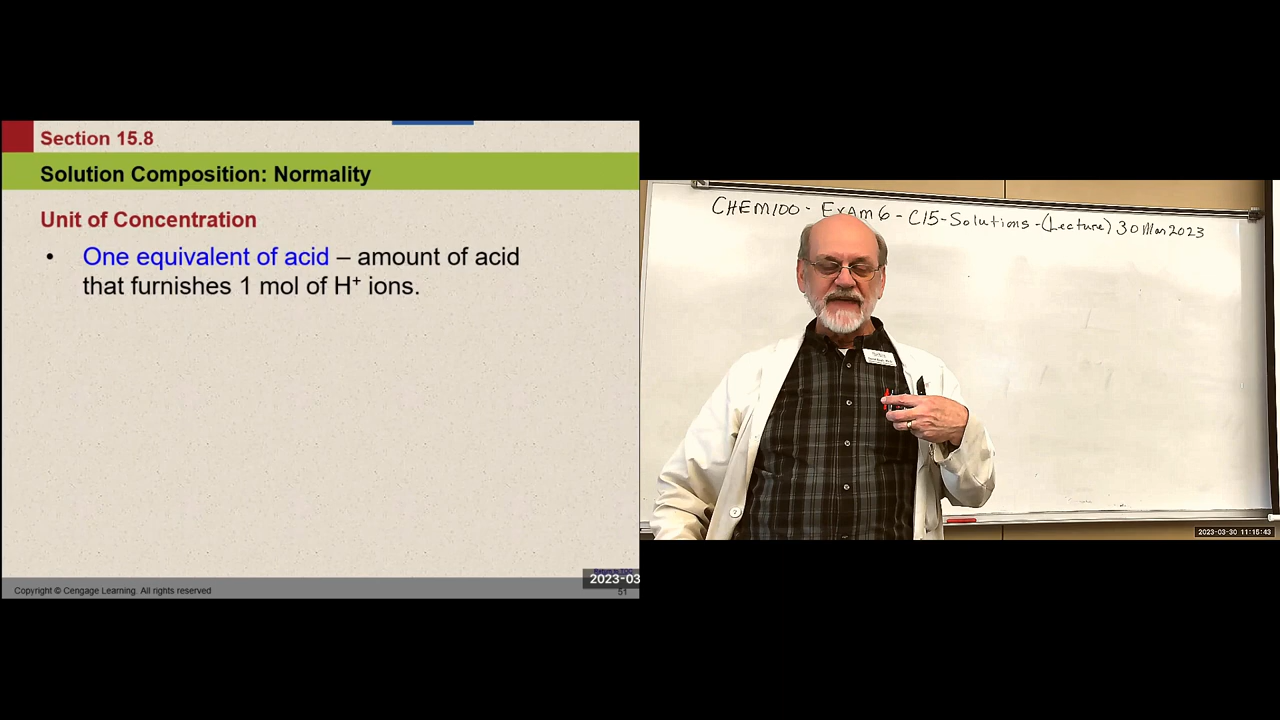 Section 15.8
Solution Composition: Normality
Unit of Concentration
• One equivalent of acid – amount of acid
that furnishes 1 mol of H⁺ ions.
2023-03
Copyright © Cengage Learning. All rights reserved
51
CHEM100 - Exam 6 - C15-Solutions -(Lecture) 30 Mar 2023
2023-03-30 11:15:43